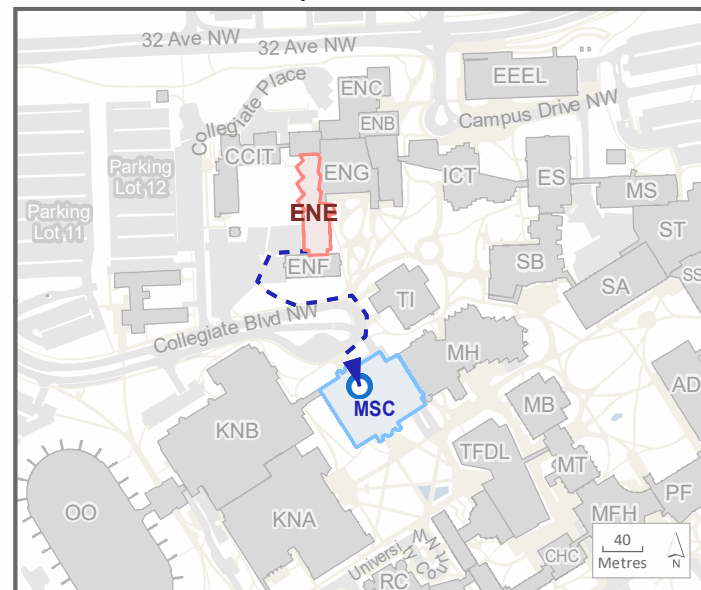 32 Ave NW
32 Ave NW
EEEL
ENC
Collegiate Place
Campus Drive NW
ENB
CCIT
ENG
ICT
ES
MS
Parking
Lot 12
Parking
Lot 11
ENE
ST
ENF
SB
SA
SS
TI
Collegiate Blvd NW
MH
AD
MSC
MB
KNB
TFDL
MT
PF
OO
KNA
MFH
CHC
RC
40
Metres
N